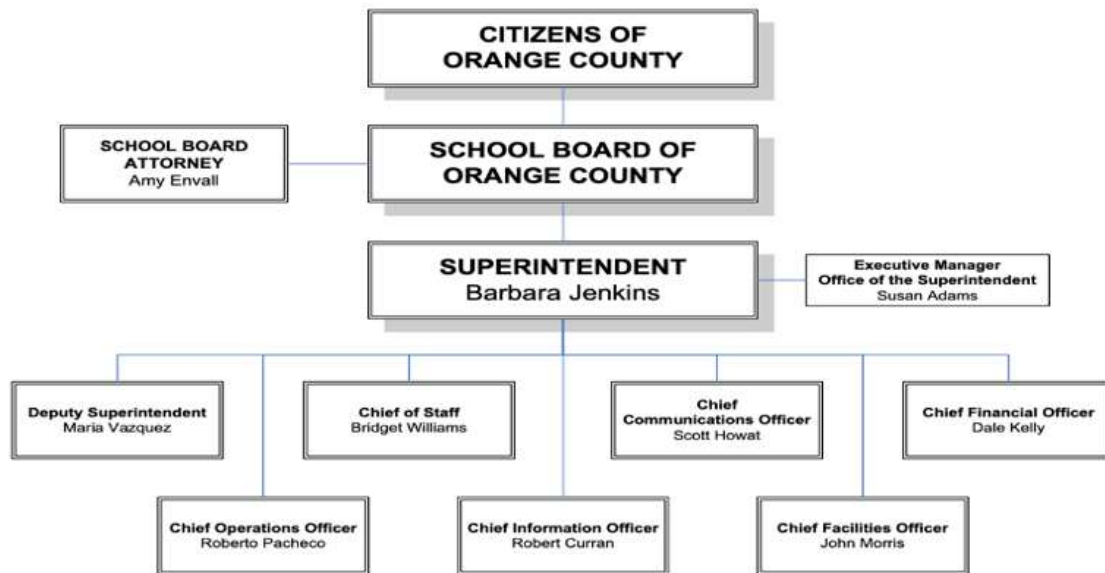 CITIZENS OF
ORANGE COUNTY
SCHOOL BOARD
ATTORNEY
Amy Envall
SCHOOL BOARD OF
ORANGE COUNTY
SUPERINTENDENT
Barbara Jenkins
Executive Manager
Office of the Superintendent
Susan Adams
Deputy Superintendent
Maria Vazquez
Chief of Staff
Bridget Williams
Chief
Communications Officer
Scott Howat
Chief Financial Officer
Dale Kelly
Chief Operations Officer
Roberto Pacheco
Chief Information Officer
Robert Curran
Chief Facilities Officer
John Morris